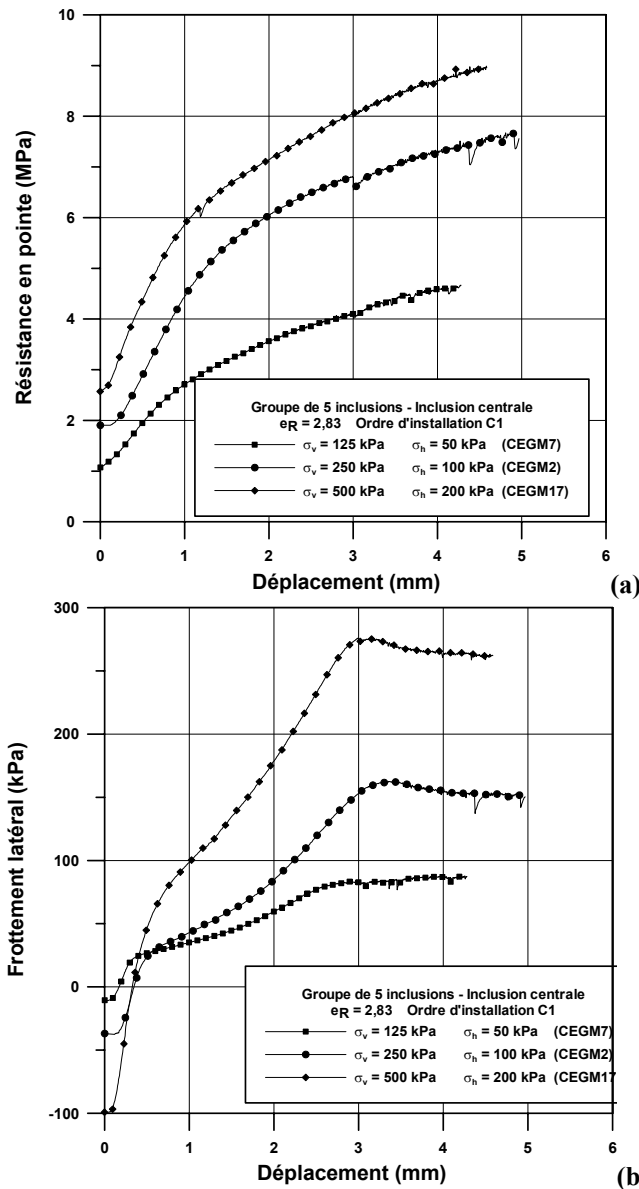 10
8
6
4
2
0
Résistance en pointe (MPa)
Groupe de 5 inclusions - Inclusion centrale
eR = 2,83 Ordre d'installation C1
σv = 125 kPa σh = 50 kPa (CEGM7)
σv = 250 kPa σh = 100 kPa (CEGM2)
σv = 500 kPa σh = 200 kPa (CEGM17)
0 1 2 3 4 5 6
Déplacement (mm)
(a)
300
200
100
0
-100
Frottement latéral (kPa)
Groupe de 5 inclusions - Inclusion centrale
eR = 2,83 Ordre d'installation C1
σv = 125 kPa σh = 50 kPa (CEGM7)
σv = 250 kPa σh = 100 kPa (CEGM2)
σv = 500 kPa σh = 200 kPa (CEGM17
0 1 2 3 4 5 6
Déplacement (mm)
(b